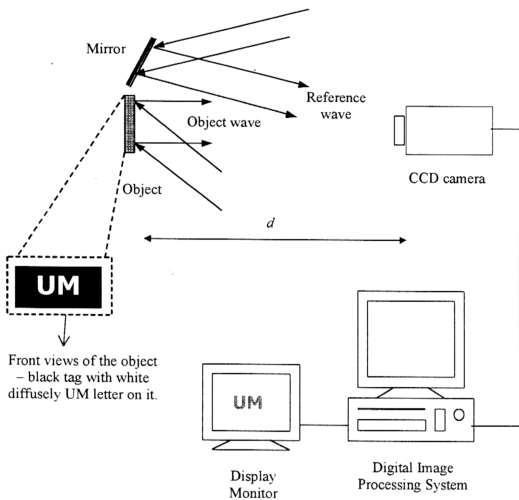 Mirror
Reference
wave
Object wave
CCD camera
Object
d
UM
Front views of the object
– black tag with white
diffusely UM letter on it.
UM
Display
Monitor
Digital Image
Processing System